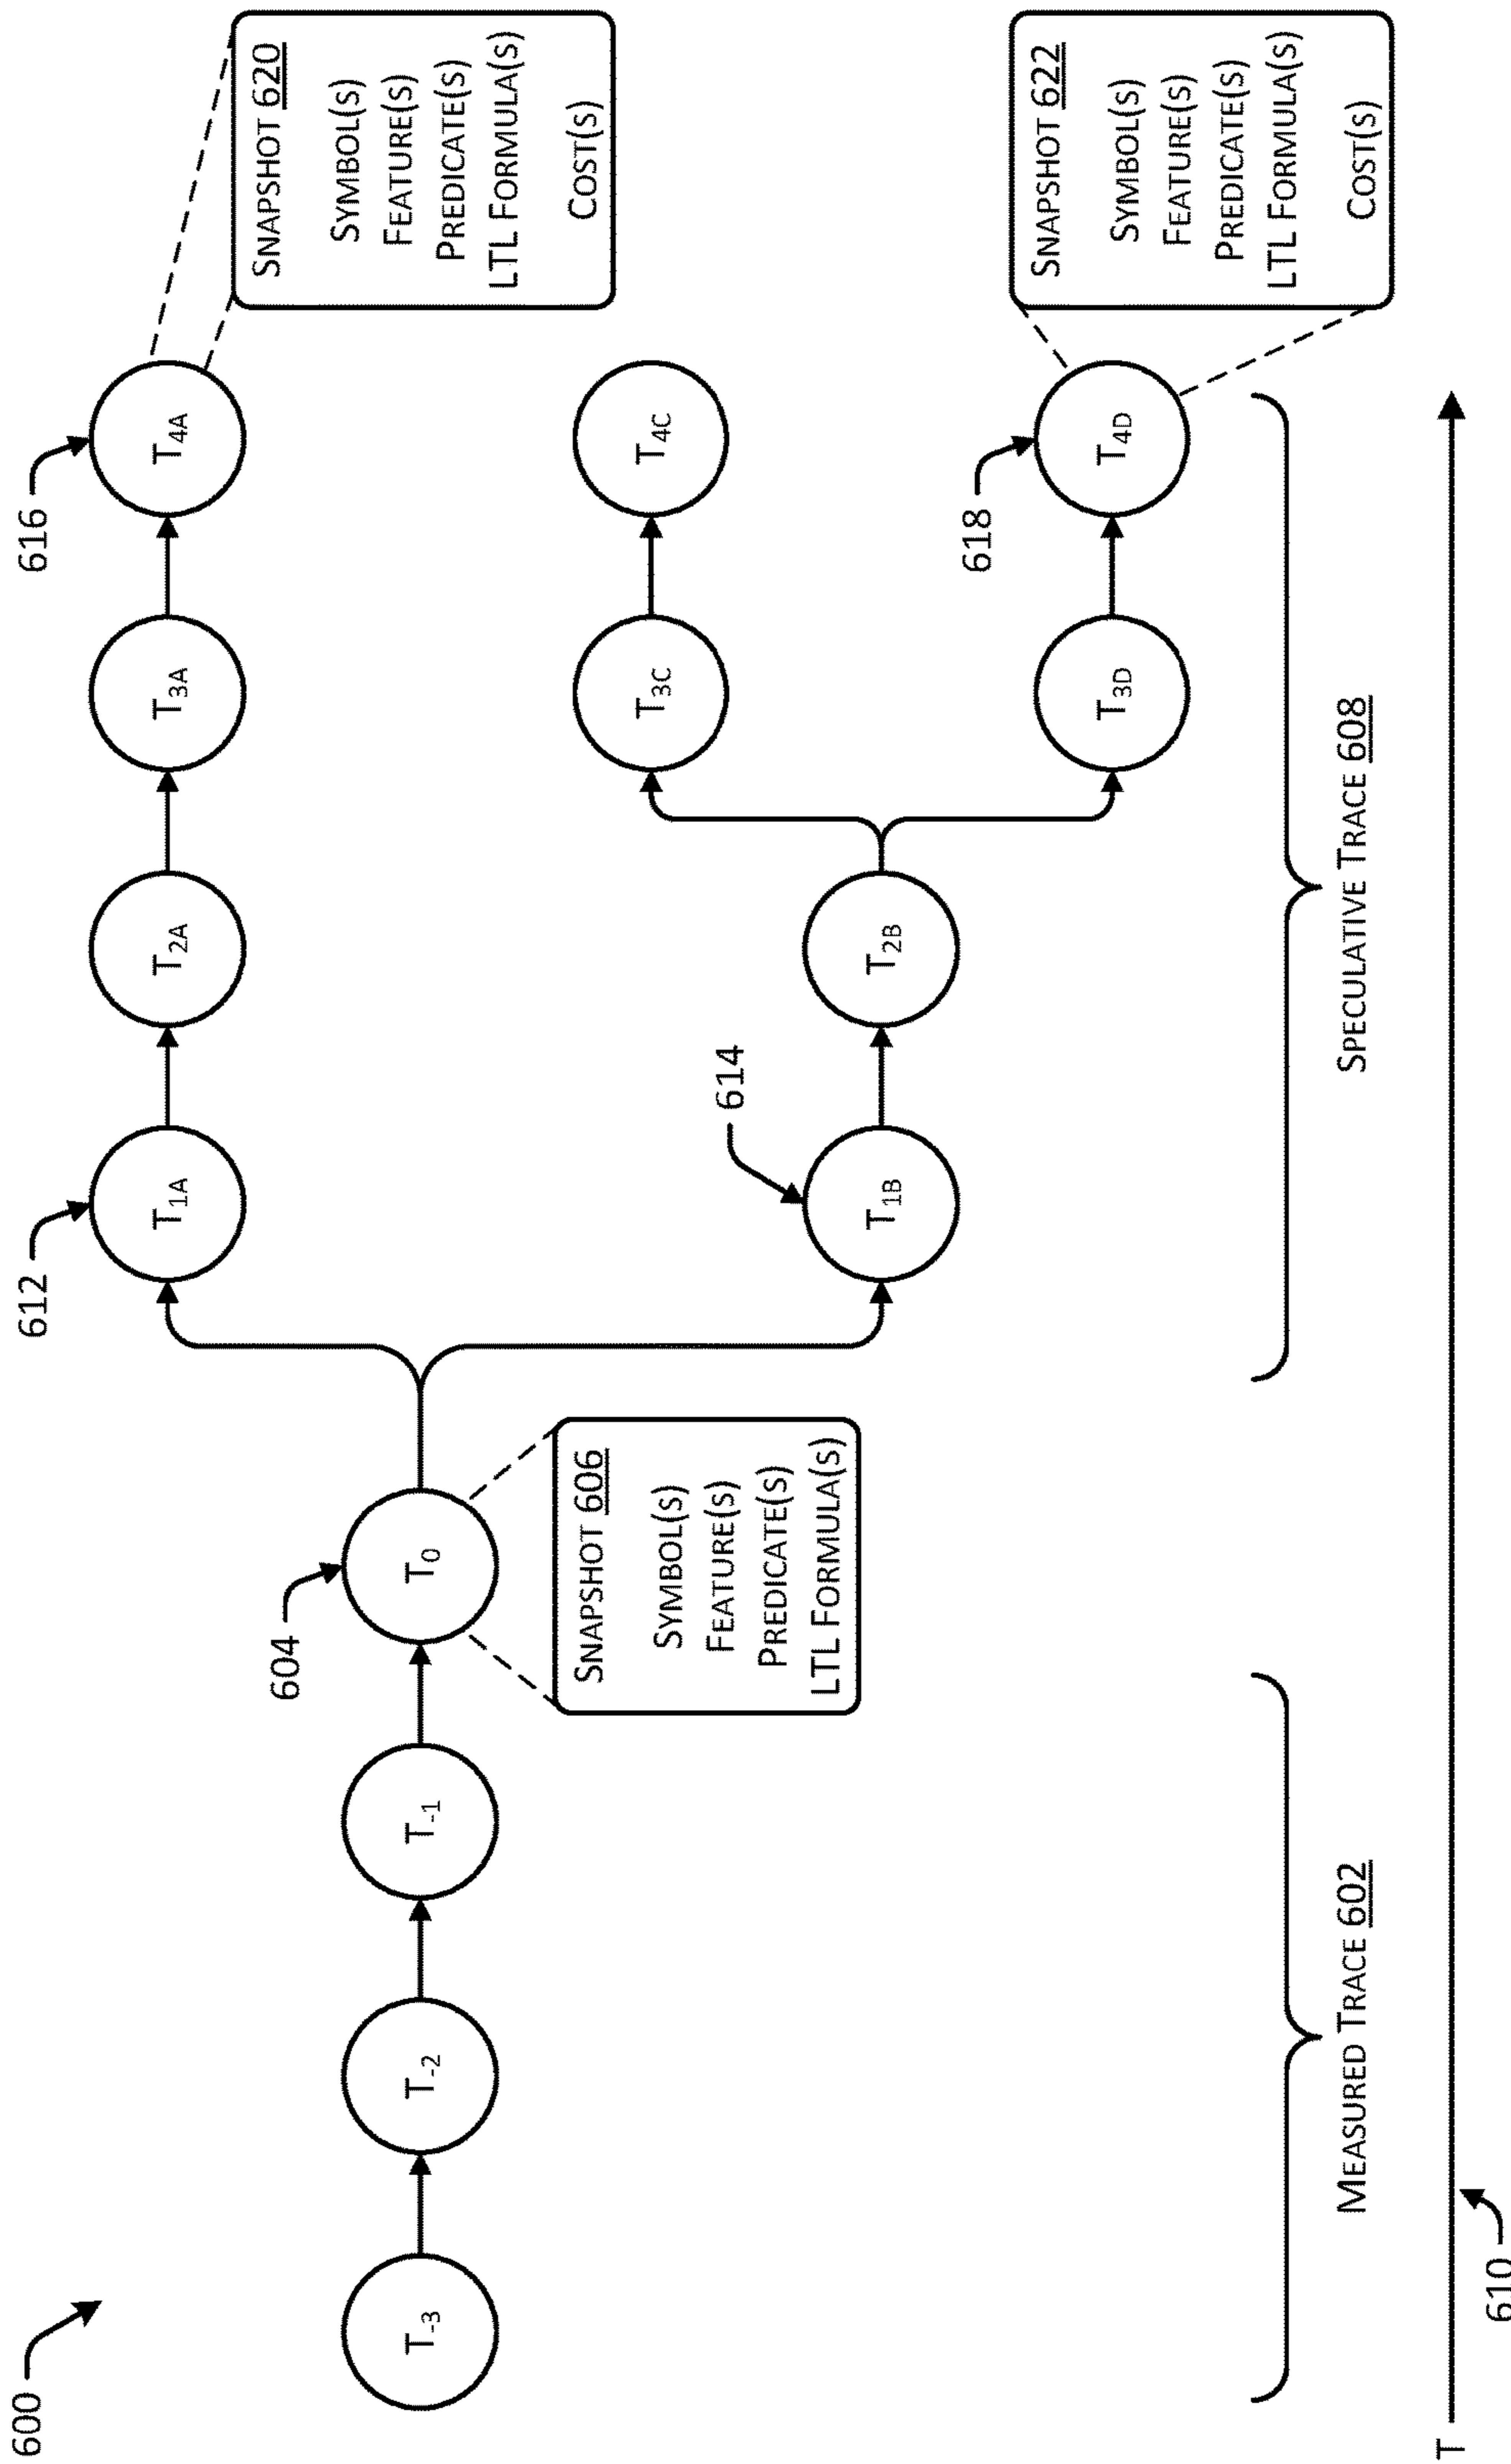 600
612
T1A
T2A
T3A
616
T4A
SNAPSHOT 620
SYMBOL(S)
FEATURE(S)
PREDICATE(S)
LTL FORMULA(S)
COST(S)
T-3
T-2
T-1
604
T0
SNAPSHOT 606
SYMBOL(S)
FEATURE(S)
PREDICATE(S)
LTL FORMULA(S)
T3C
T4C
614
T1B
T2B
T3D
618
T4D
SNAPSHOT 622
SYMBOL(S)
FEATURE(S)
PREDICATE(S)
LTL FORMULA(S)
COST(S)
MEASURED TRACE 602
SPECULATIVE TRACE 608
T
610